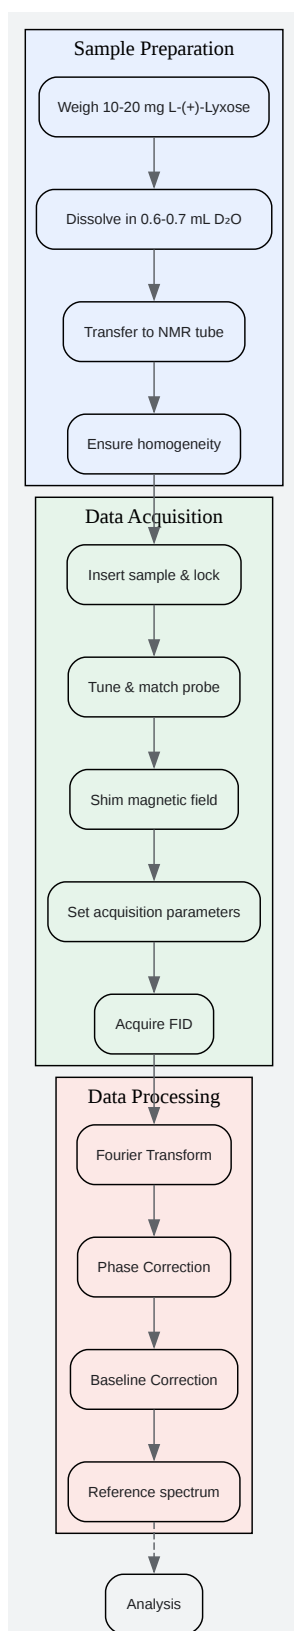 Sample Preparation
Weigh 10-20 mg L-(+)-Lyxose
Dissolve in 0.6-0.7 mL D₂O
Transfer to NMR tube
Ensure homogeneity
Data Acquisition
Insert sample & lock
Tune & match probe
Shim magnetic field
Set acquisition parameters
Acquire FID
Data Processing
Fourier Transform
Phase Correction
Baseline Correction
Reference spectrum
Analysis